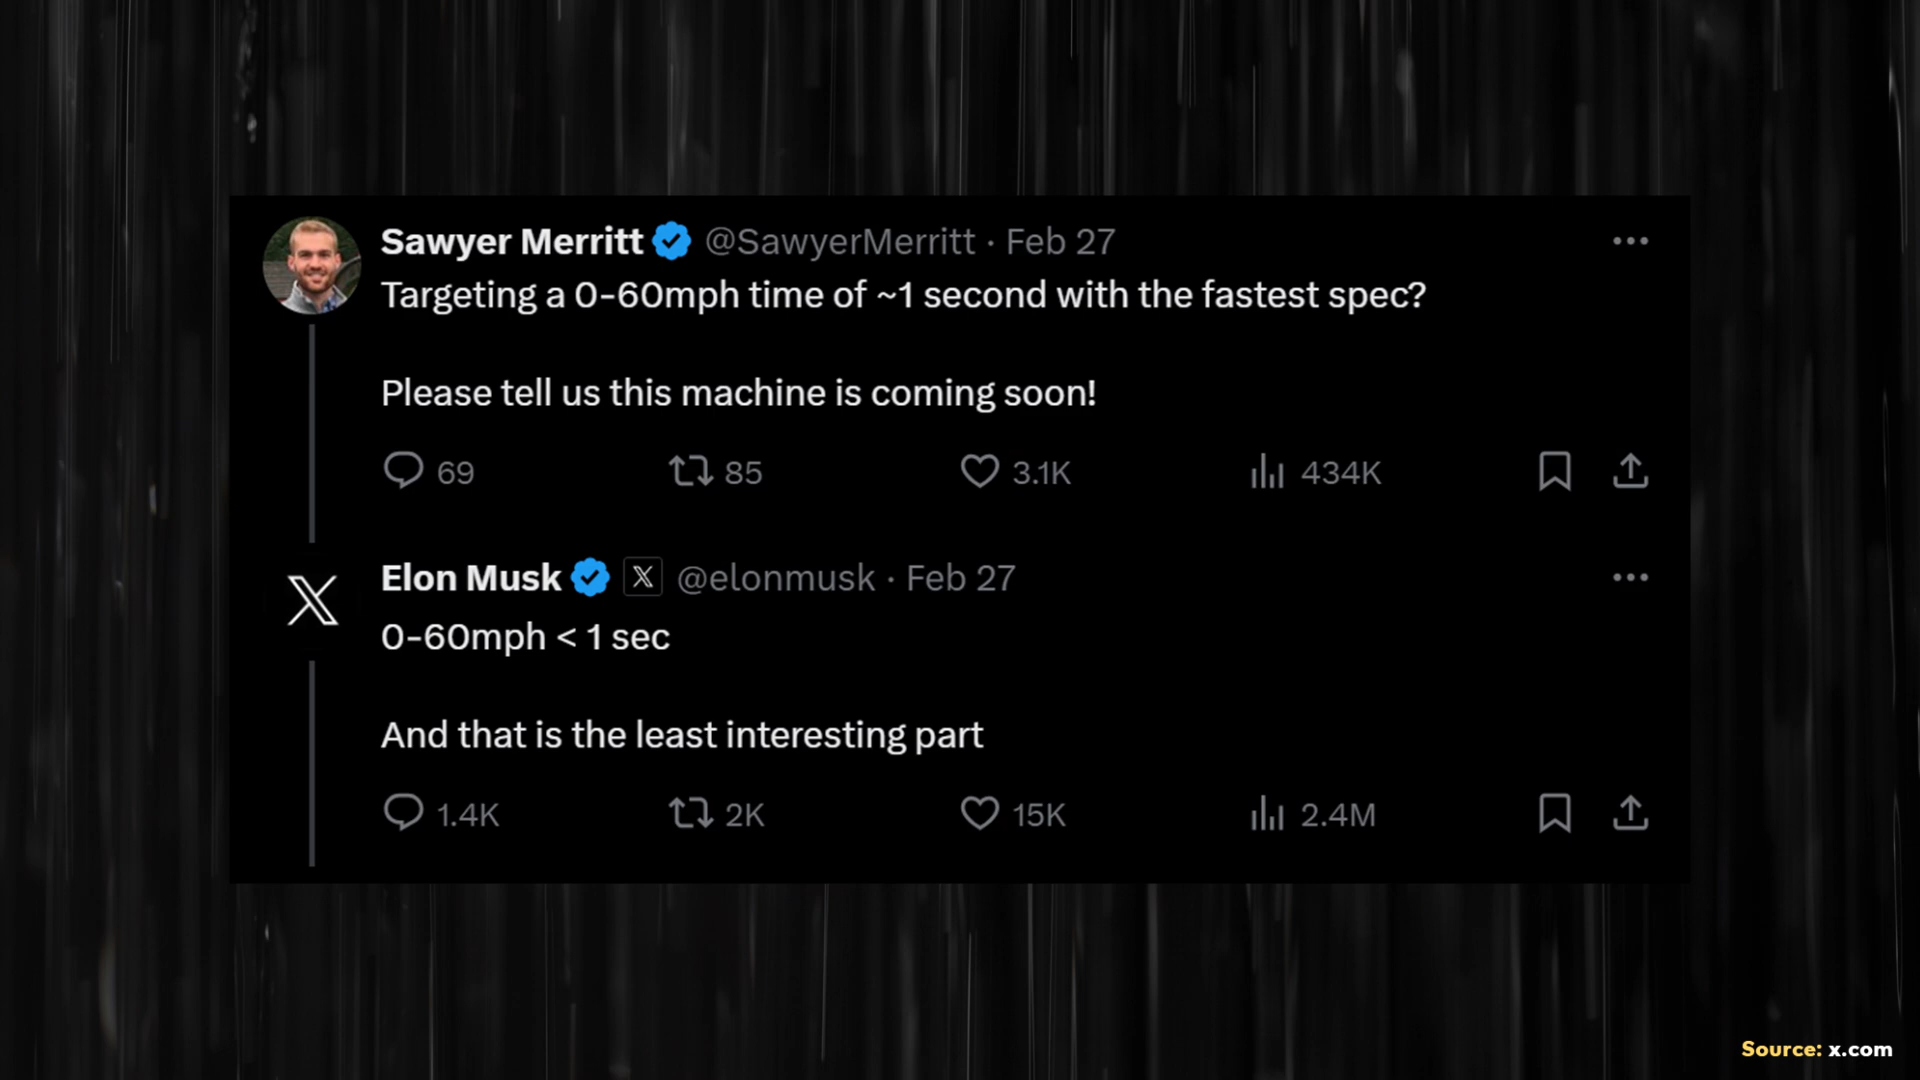 Sawyer Merritt @SawyerMerritt · Feb 27
Targeting a 0-60mph time of ~1 second with the fastest spec?
Please tell us this machine is coming soon!
69 85 3.1K 434K
Elon Musk @elonmusk · Feb 27
0-60mph < 1 sec
And that is the least interesting part
1.4K 2K 15K 2.4M
Source: x.com